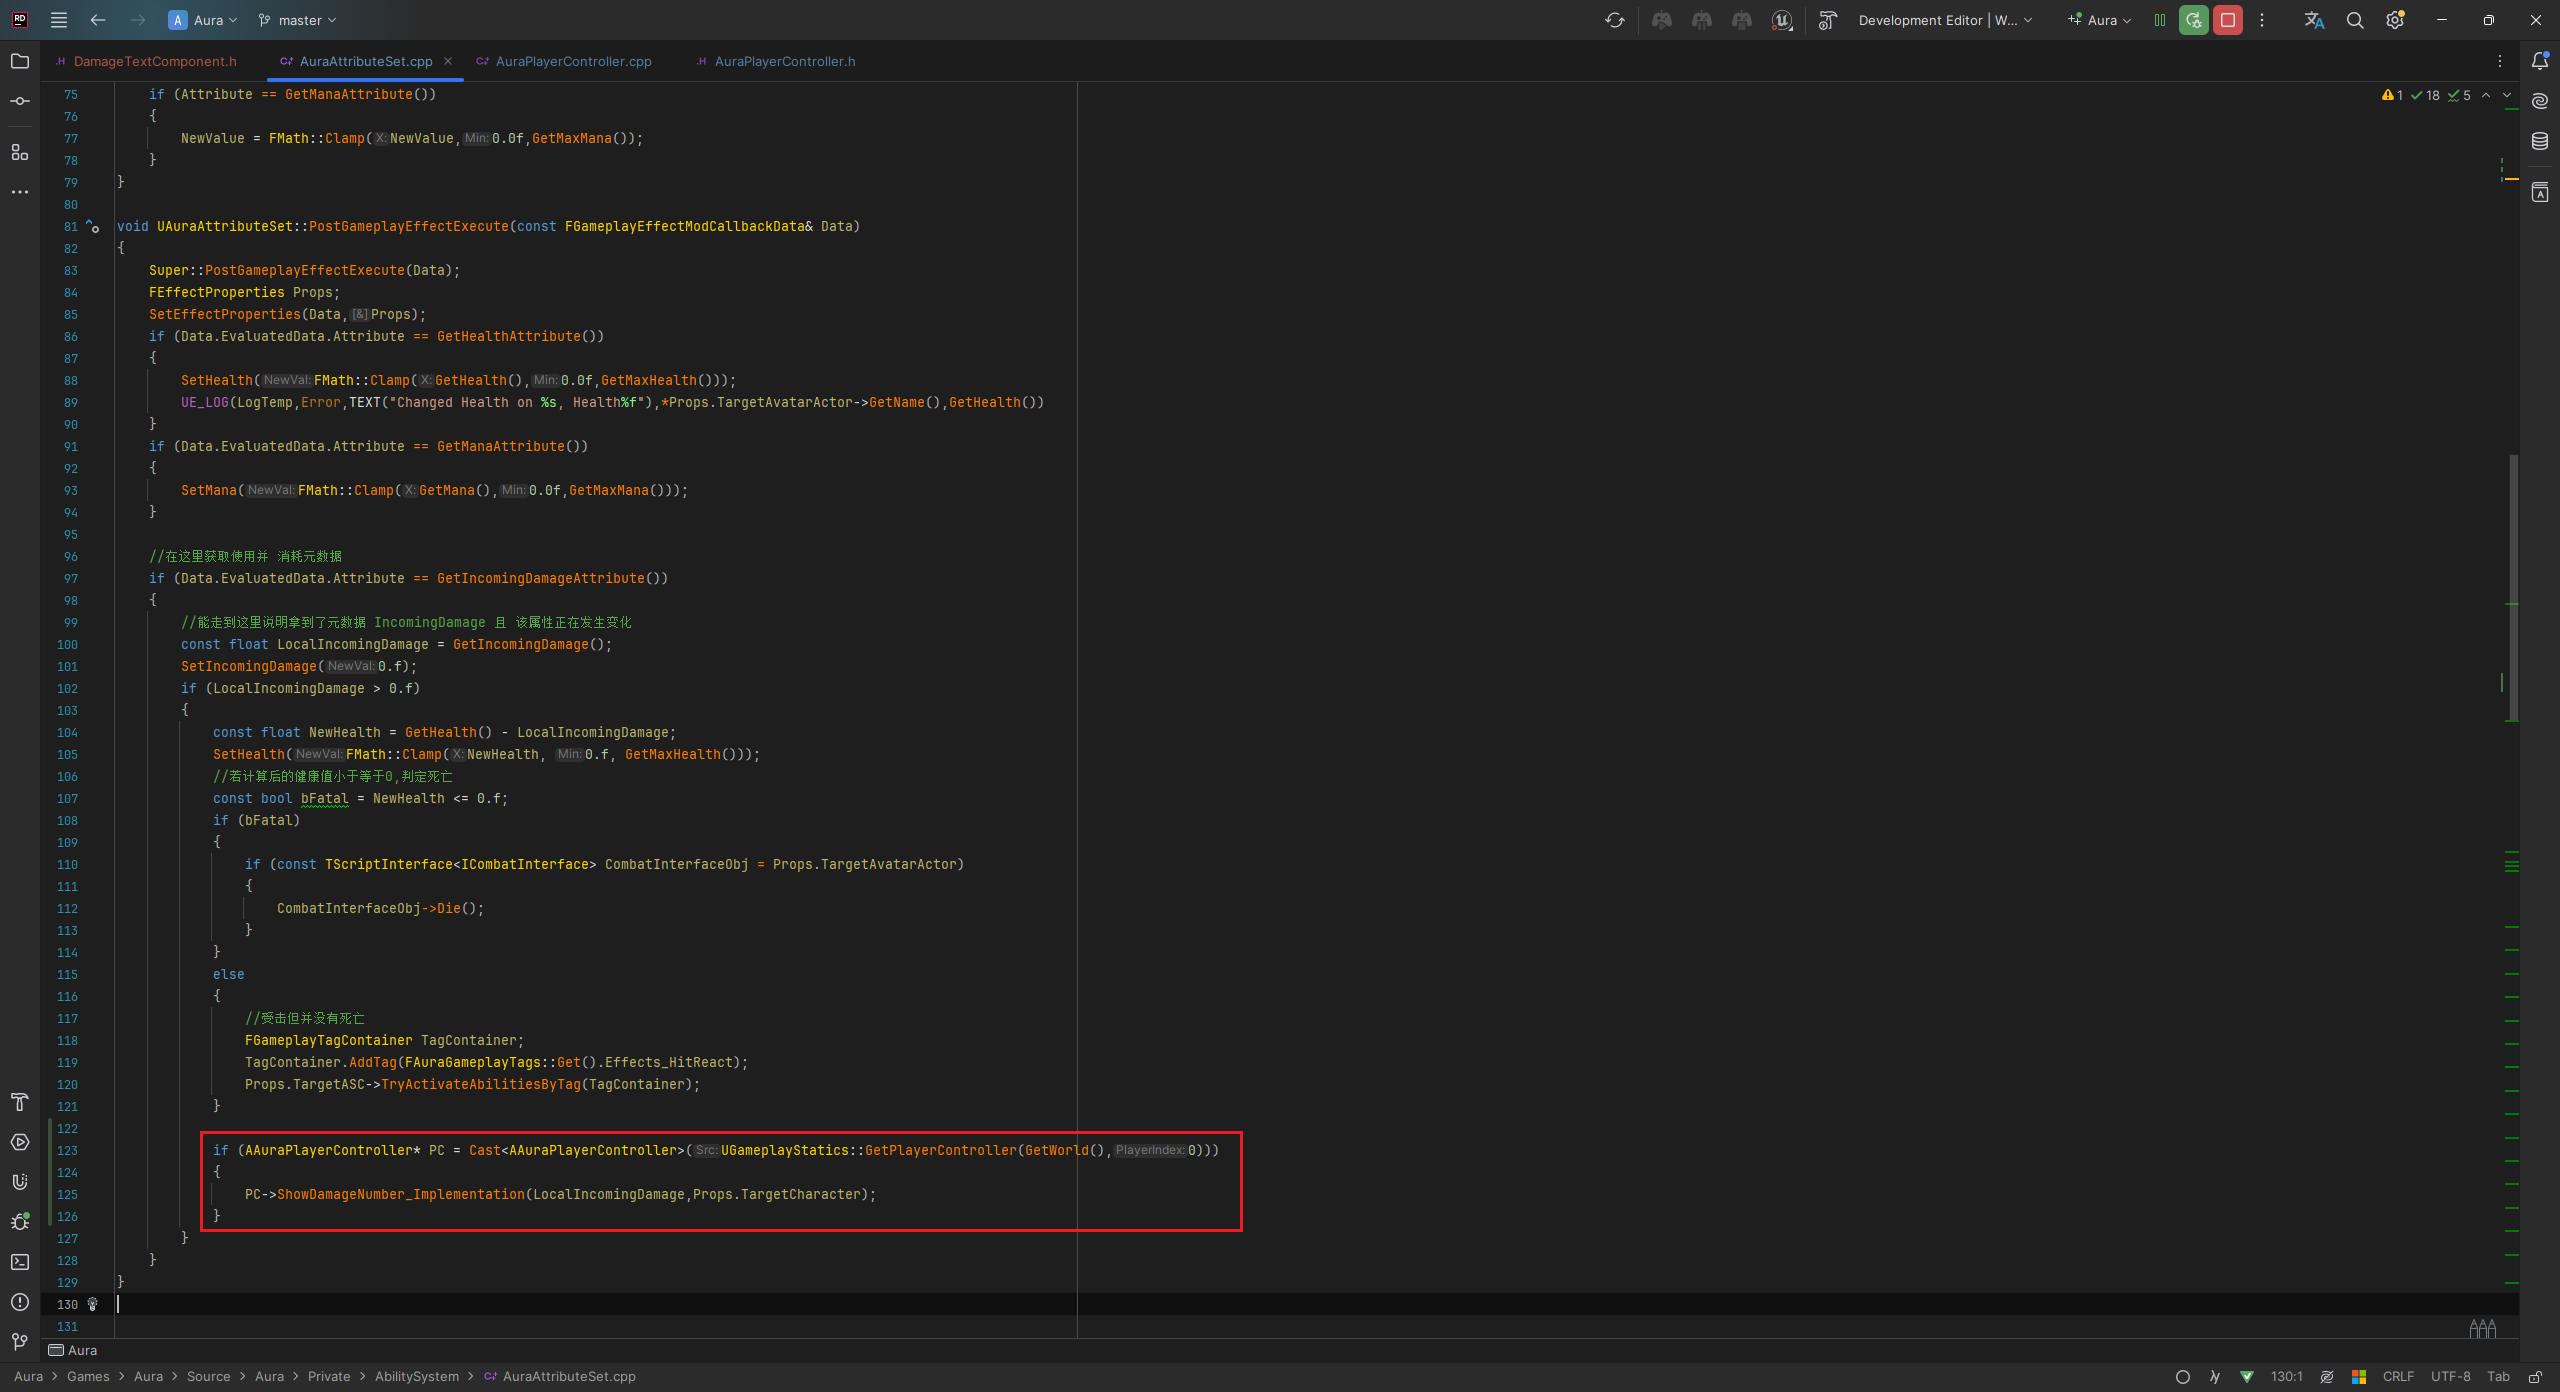 RD A Aura master Development Editor | W... Aura
DamageTextComponent.h AuraAttributeSet.cpp AuraPlayerController.cpp AuraPlayerController.h
1 18 5
75 if (Attribute == GetManaAttribute())
76 {
77 NewValue = FMath::Clamp(X:NewValue,Min:0.0f,GetMaxMana());
78 }
79 }
80
81 void UAuraAttributeSet::PostGameplayEffectExecute(const FGameplayEffectModCallbackData& Data)
82 {
83 Super::PostGameplayEffectExecute(Data);
84 FEffectProperties Props;
85 SetEffectProperties(Data,[&]Props);
86 if (Data.EvaluatedData.Attribute == GetHealthAttribute())
87 {
88 SetHealth(NewVal:FMath::Clamp(X:GetHealth(),Min:0.0f,GetMaxHealth()));
89 UE_LOG(LogTemp,Error,TEXT("Changed Health on %s, Health%f"),*Props.TargetAvatarActor->GetName(),GetHealth())
90 }
91 if (Data.EvaluatedData.Attribute == GetManaAttribute())
92 {
93 SetMana(NewVal:FMath::Clamp(X:GetMana(),Min:0.0f,GetMaxMana()));
94 }
95
96 //在这里获取使用并 消耗元数据
97 if (Data.EvaluatedData.Attribute == GetIncomingDamageAttribute())
98 {
99 //能走到这里说明拿到了元数据 IncomingDamage 且 该属性正在发生变化
100 const float LocalIncomingDamage = GetIncomingDamage();
101 SetIncomingDamage(NewVal:0.f);
102 if (LocalIncomingDamage > 0.f)
103 {
104 const float NewHealth = GetHealth() - LocalIncomingDamage;
105 SetHealth(NewVal:FMath::Clamp(X:NewHealth, Min:0.f, GetMaxHealth()));
106 //若计算后的健康值小于等于0,判定死亡
107 const bool bFatal = NewHealth <= 0.f;
108 if (bFatal)
109 {
110 if (const TScriptInterface<ICombatInterface> CombatInterfaceObj = Props.TargetAvatarActor)
111 {
112 CombatInterfaceObj->Die();
113 }
114 }
115 else
116 {
117 //受击但并没有死亡
118 FGameplayTagContainer TagContainer;
119 TagContainer.AddTag(FAuraGameplayTags::Get().Effects_HitReact);
120 Props.TargetASC->TryActivateAbilitiesByTag(TagContainer);
121 }
122
123 if (AAuraPlayerController* PC = Cast<AAuraPlayerController>(Src:UGameplayStatics::GetPlayerController(GetWorld(),PlayerIndex:0)))
124 {
125 PC->ShowDamageNumber_Implementation(LocalIncomingDamage,Props.TargetCharacter);
126 }
127 }
128 }
129 }
130
131
Aura
Aura > Games > Aura > Source > Aura > Private > AbilitySystem > AuraAttributeSet.cpp 130:1 CRLF UTF-8 Tab